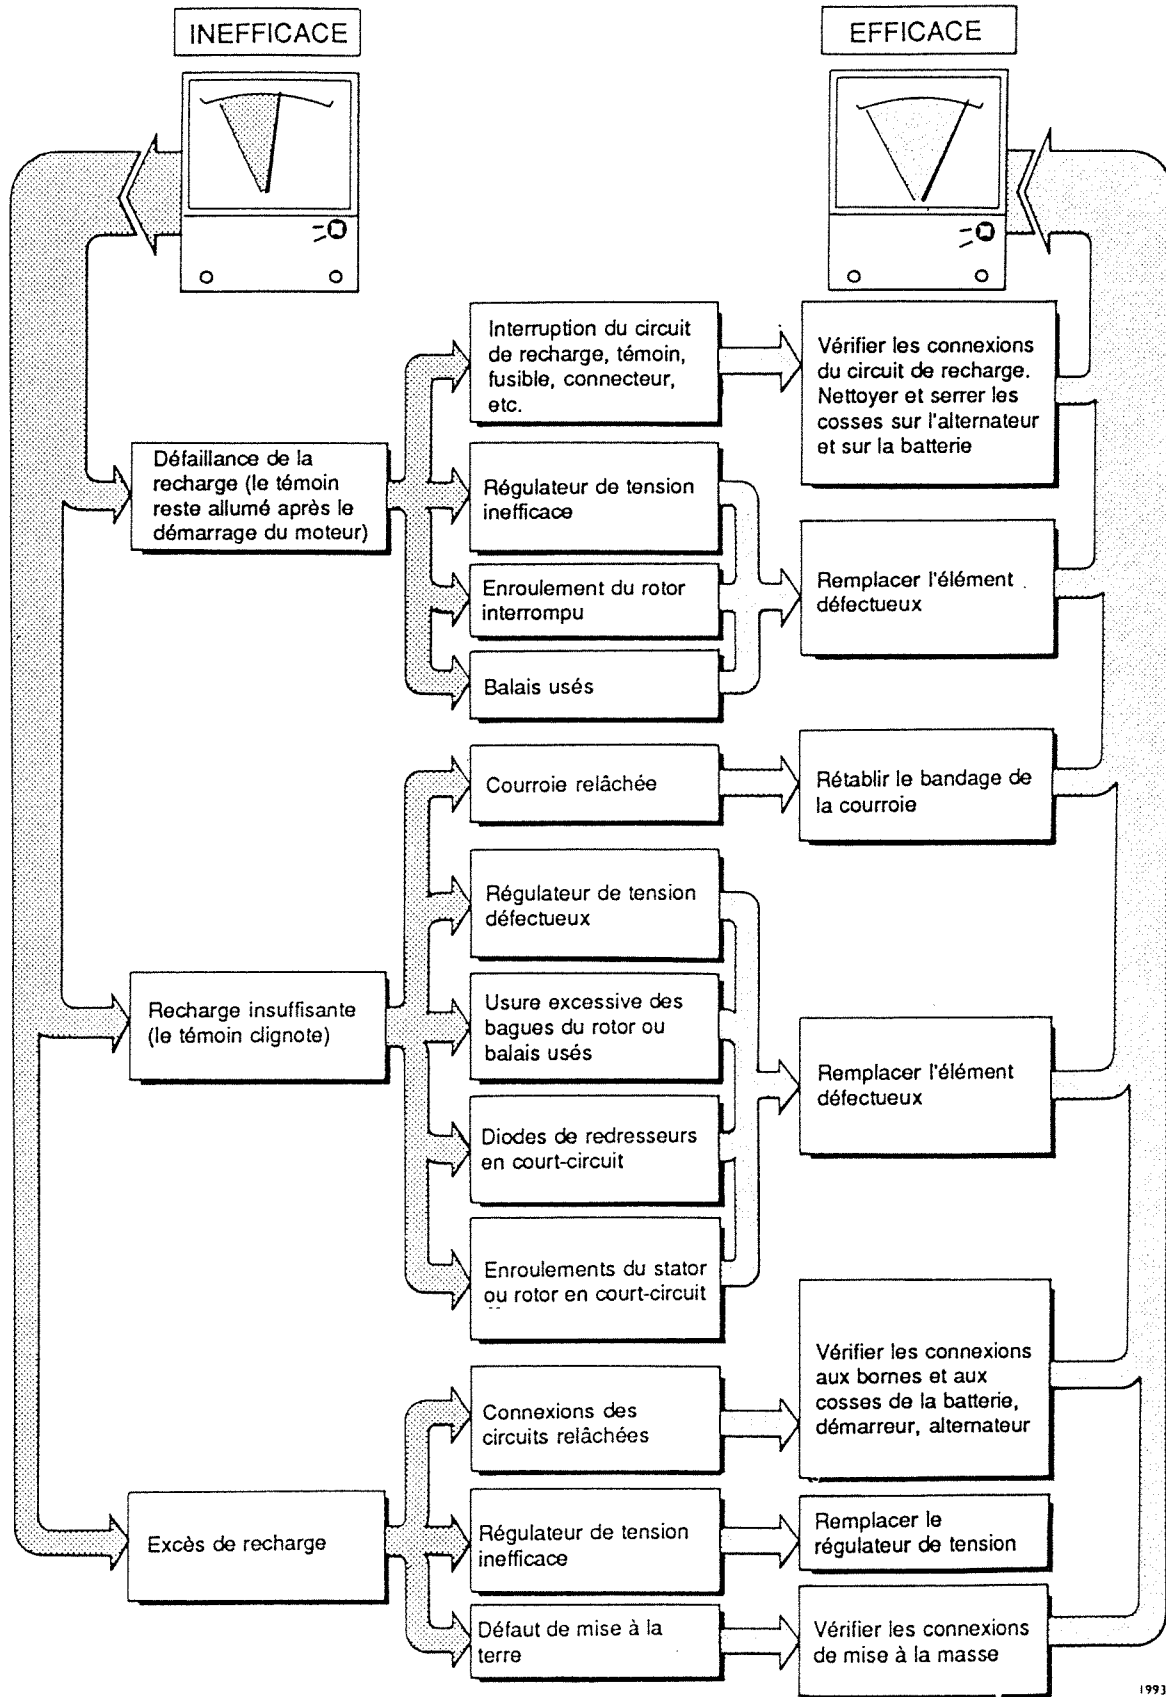 INEFFICACE
EFFICACE
Interruption du circuit
de recharge, témoin,
fusible, connecteur,
etc.
Vérifier les connexions
du circuit de recharge.
Nettoyer et serrer les
cosses sur l'alternateur
et sur la batterie
Défaillance de la
recharge (le témoin
reste allumé après le
démarrage du moteur)
Régulateur de tension
inefficace
Enroulement du rotor
interrompu
Remplacer l'élément
défectueux
Balais usés
Courroie relâchée
Rétablir le bandage de
la courroie
Régulateur de tension
défectueux
Recharge insuffisante
(le témoin clignote)
Usure excessive des
bagues du rotor ou
balais usés
Remplacer l'élément
défectueux
Diodes de redresseurs
en court-circuit
Enroulements du stator
ou rotor en court-circuit
Vérifier les connexions
aux bornes et aux
cosses de la batterie,
démarreur, alternateur
Connexions des
circuits relâchées
Excès de recharge
Régulateur de tension
inefficace
Remplacer le
régulateur de tension
Défaut de mise à la
terre
Vérifier les connexions
de mise à la masse
1993